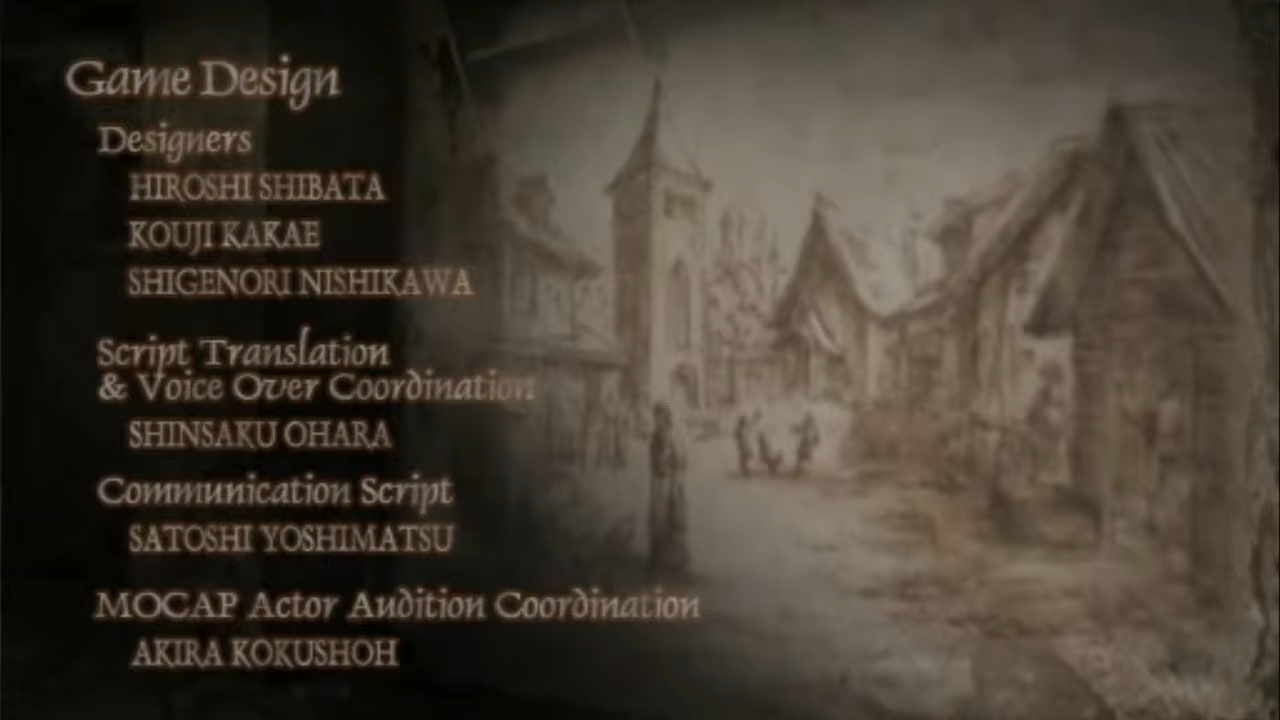 Game Design
Designers
HIROSHI SHIBATA
KOUJI KAKAE
SHIGENORI NISHIKAWA
Script Translation
& Voice Over Coordination
SHINSAKU OHARA
Communication Script
SATOSHI YOSHIMATSU
MOCAP Actor Audition Coordination
AKIRA KOKUSHOH